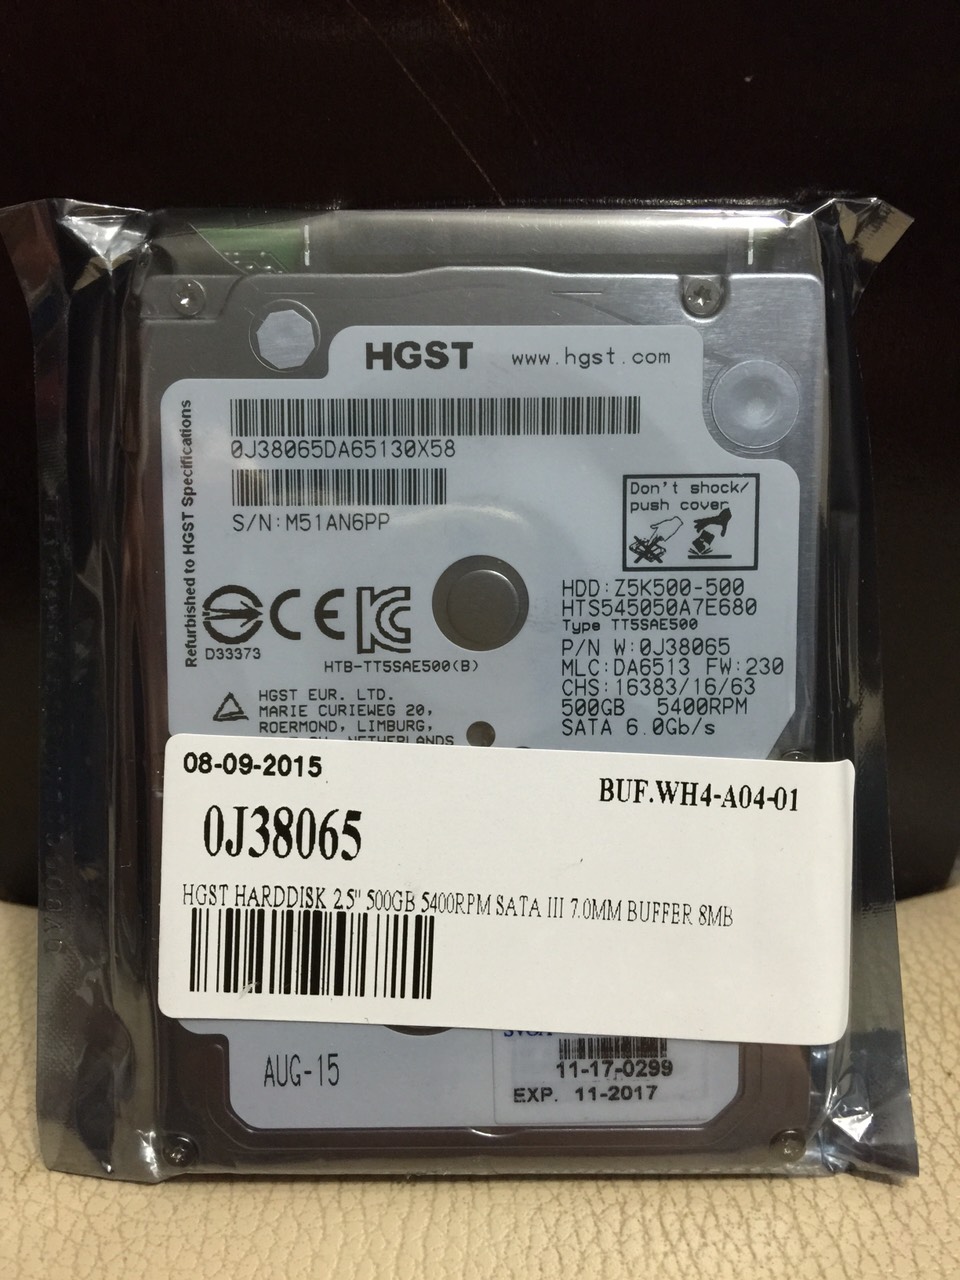 HGST www.hgst.com
0J38065DA65130X58
S/N:M51AN6PP
Refurbished to HGST Specifications
Don't shock/
push cover
D33373
CE
HTB-TT5SAE500(B)
HDD:Z5K500-500
HTS545050A7E680
Type TT5SAE500
P/N W:0J38065
MLC:DA6513 FW:230
CHS:16383/16/63
500GB 5400RPM
SATA 6.0Gb/s
HGST EUR. LTD.
MARIE CURIEWEG 20,
ROERMOND, LIMBURG,
NETHERLANDS
08-09-2015
BUF.WH4-A04-01
0J38065
HGST HARDDISK 2.5" 500GB 5400RPM SATA III 7.0MM BUFFER 8MB
AUG-15
11-17-0299
EXP. 11-2017